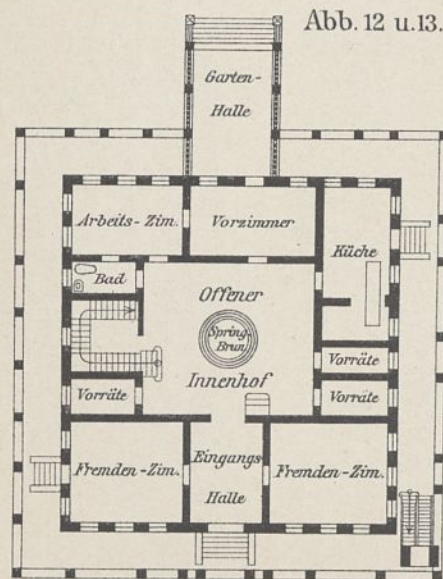 Abb. 12 u.13.
Garten-
Halle
Arbeits-Zim.
Vorzimmer
Küche
Bad
Offener
Spring-
Brun.
Innenhof
Vorräte
Vorräte
Vorräte
Fremden-Zim.
Eingangs
Halle
Fremden-Zim.